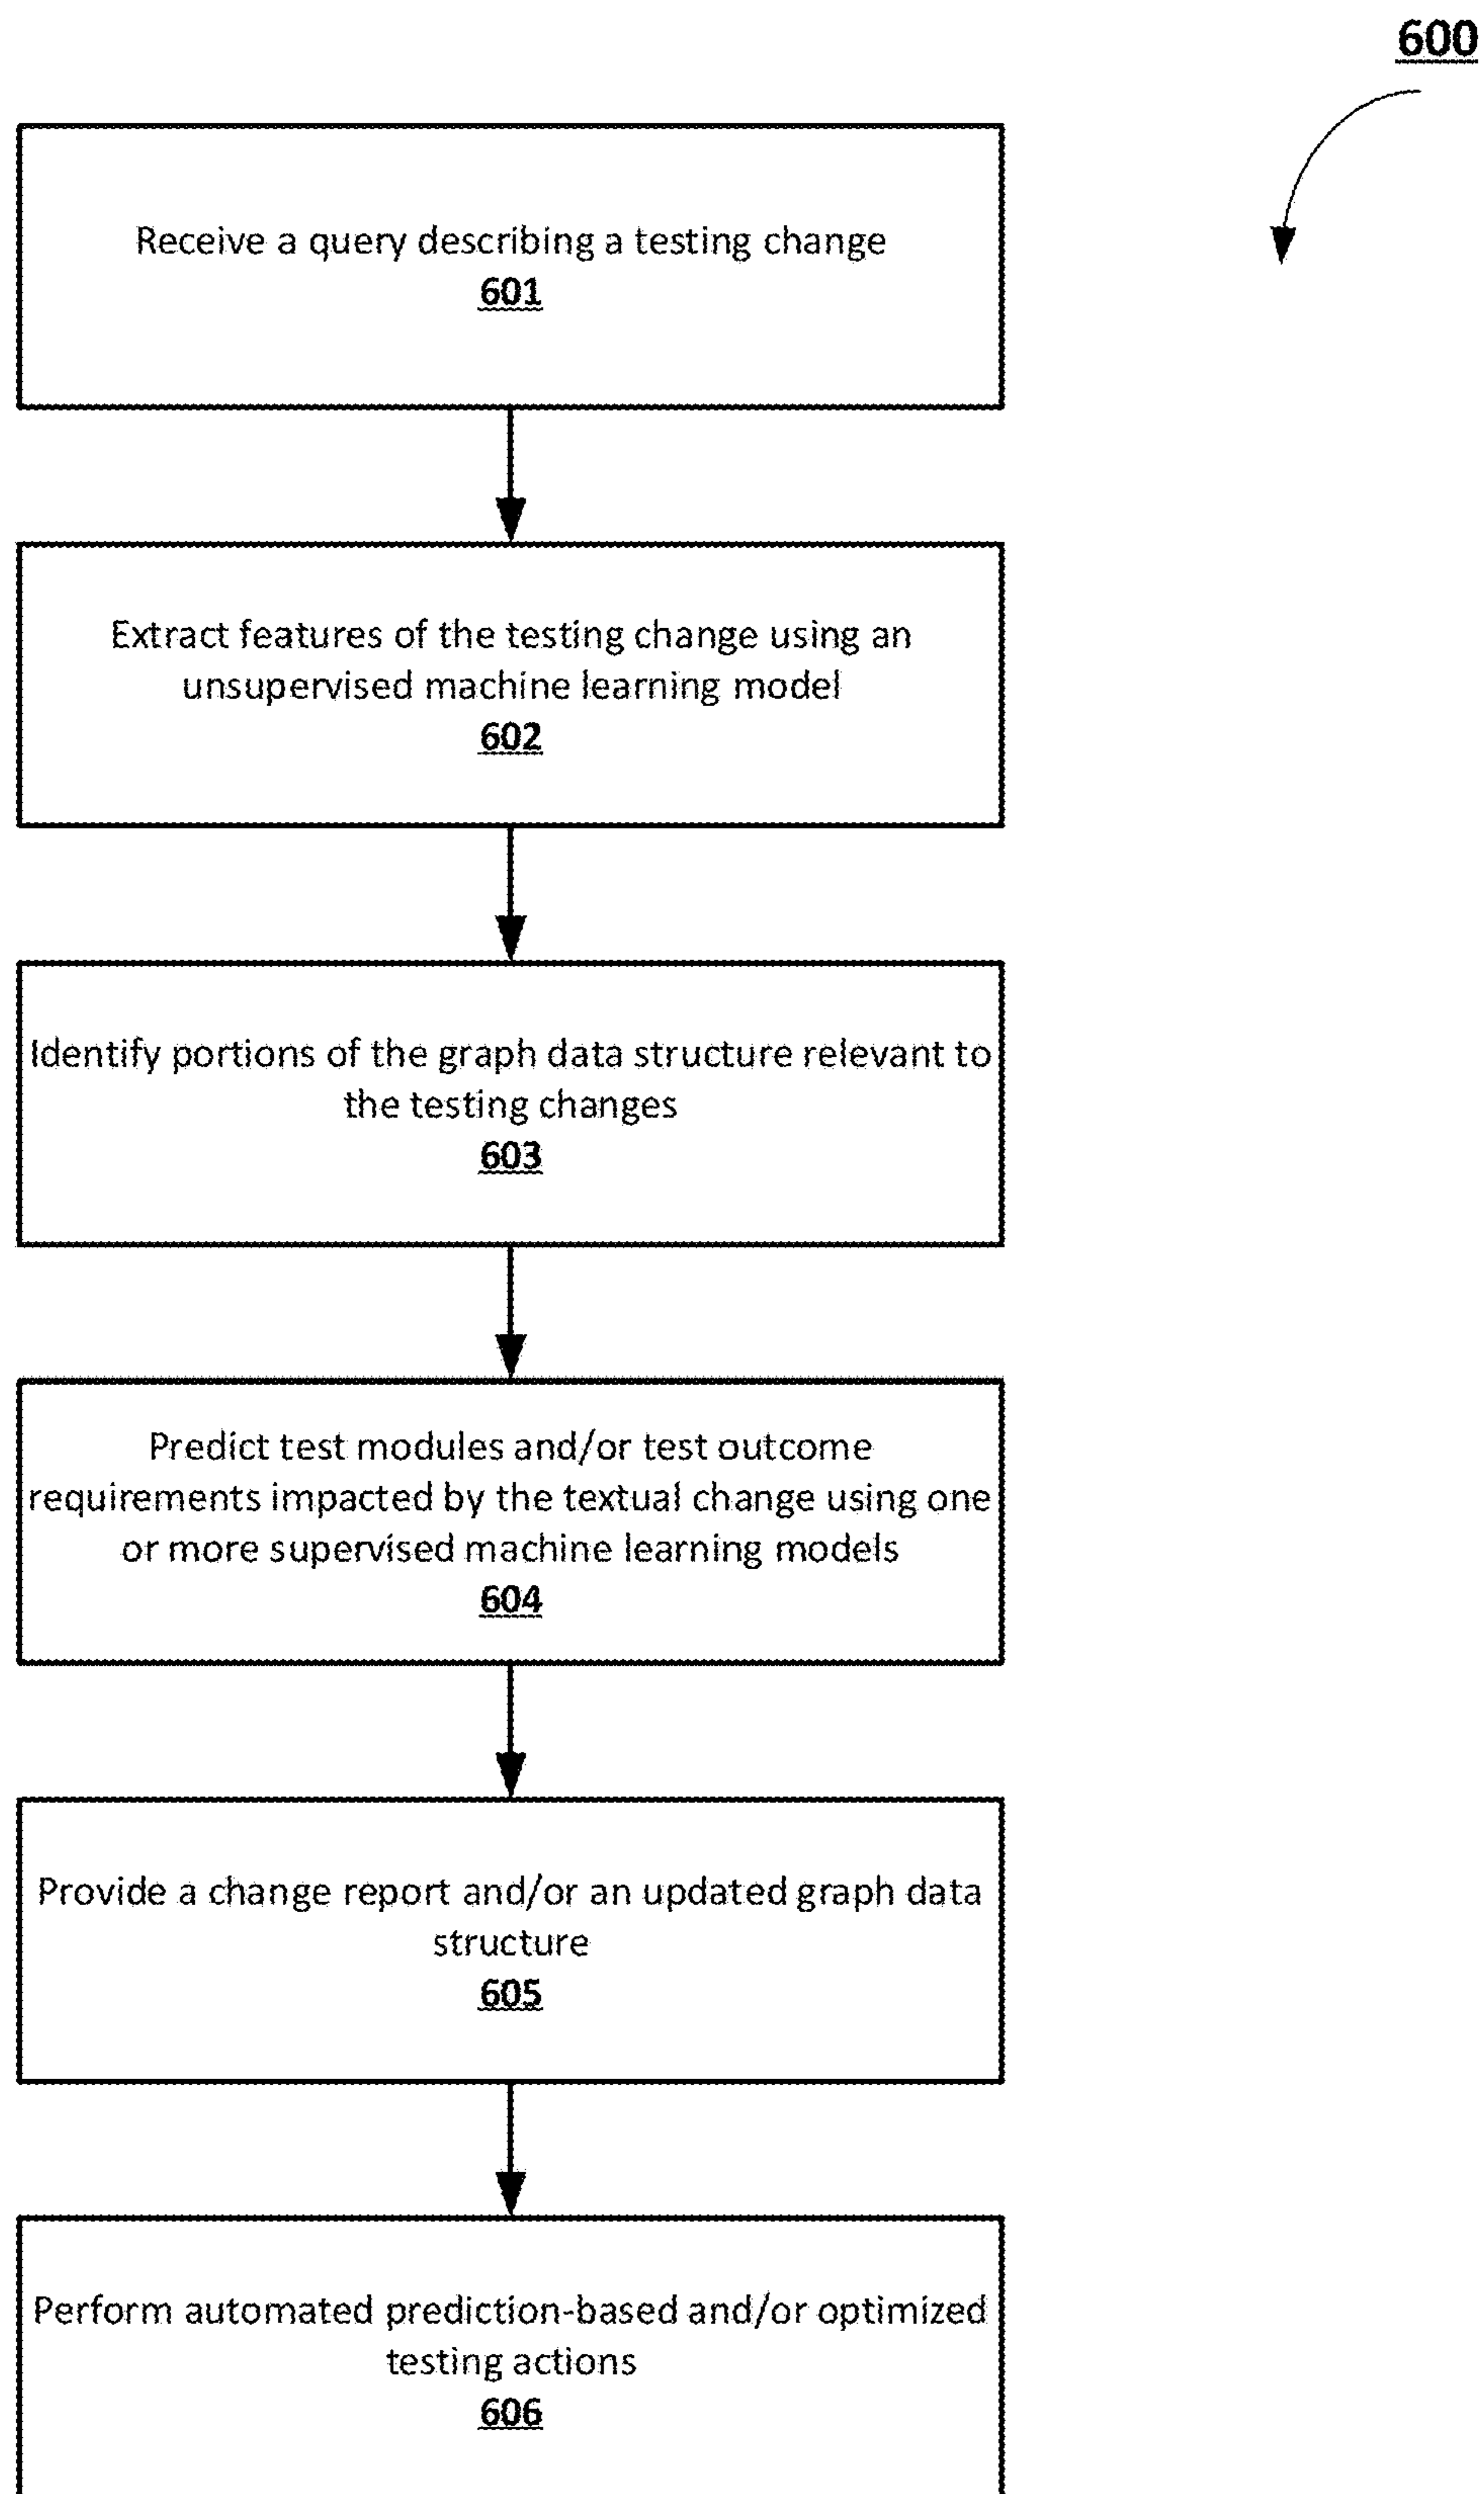 600
Receive a query describing a testing change
601
Extract features of the testing change using an
unsupervised machine learning model
602
Identify portions of the graph data structure relevant to
the testing changes
603
Predict test modules and/or test outcome
requirements impacted by the textual change using one
or more supervised machine learning models
604
Provide a change report and/or an updated graph data
structure
605
Perform automated prediction-based and/or optimized
testing actions
606